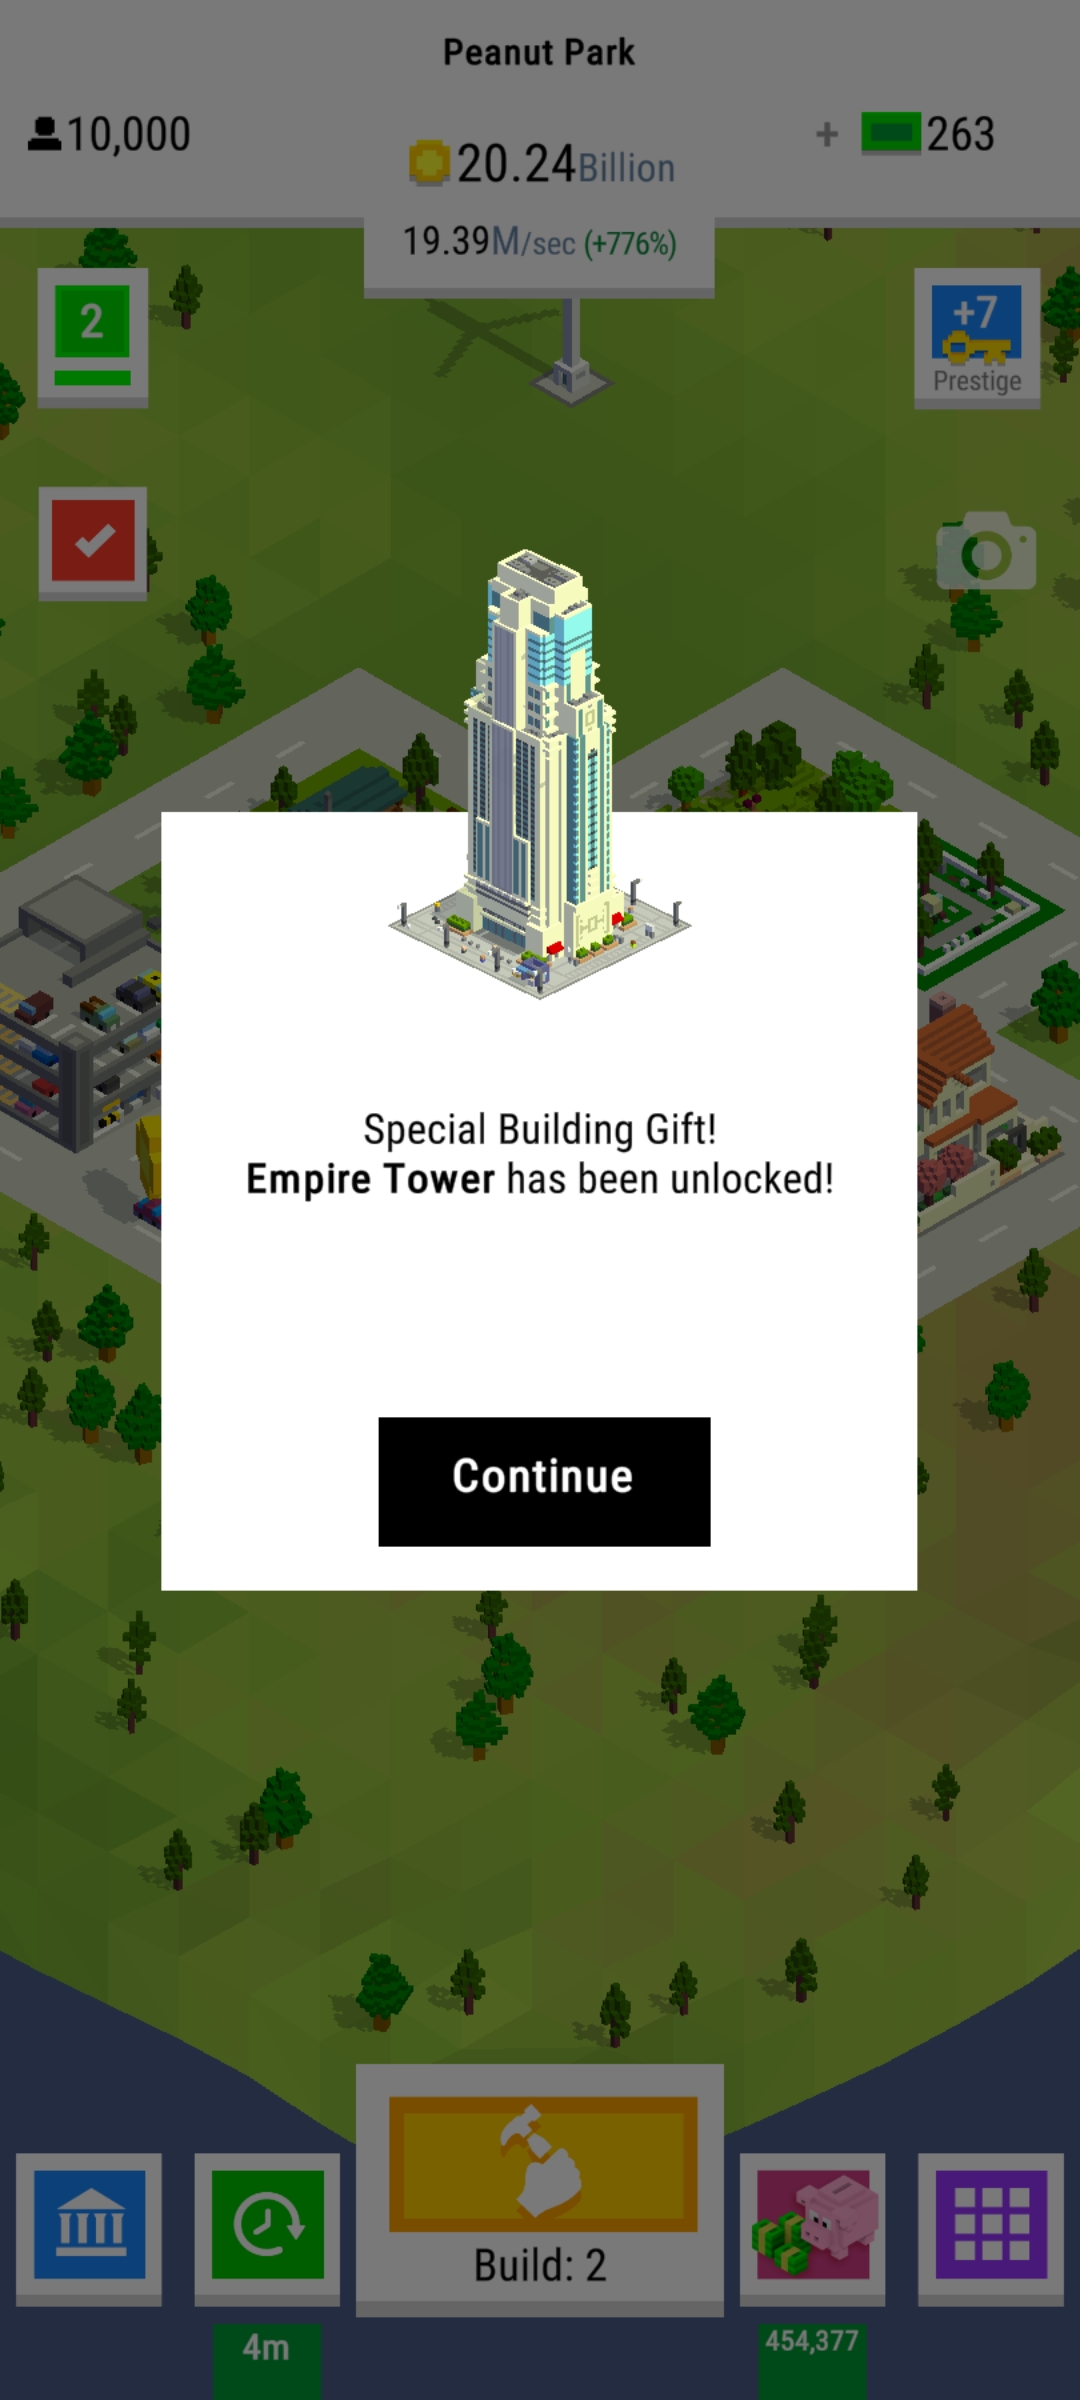 Peanut Park
10,000
20.24Billion
+ 263
19.39M/sec (+776%)
2
+7
Prestige
Special Building Gift!
Empire Tower has been unlocked!
Continue
Build: 2
4m
454,377